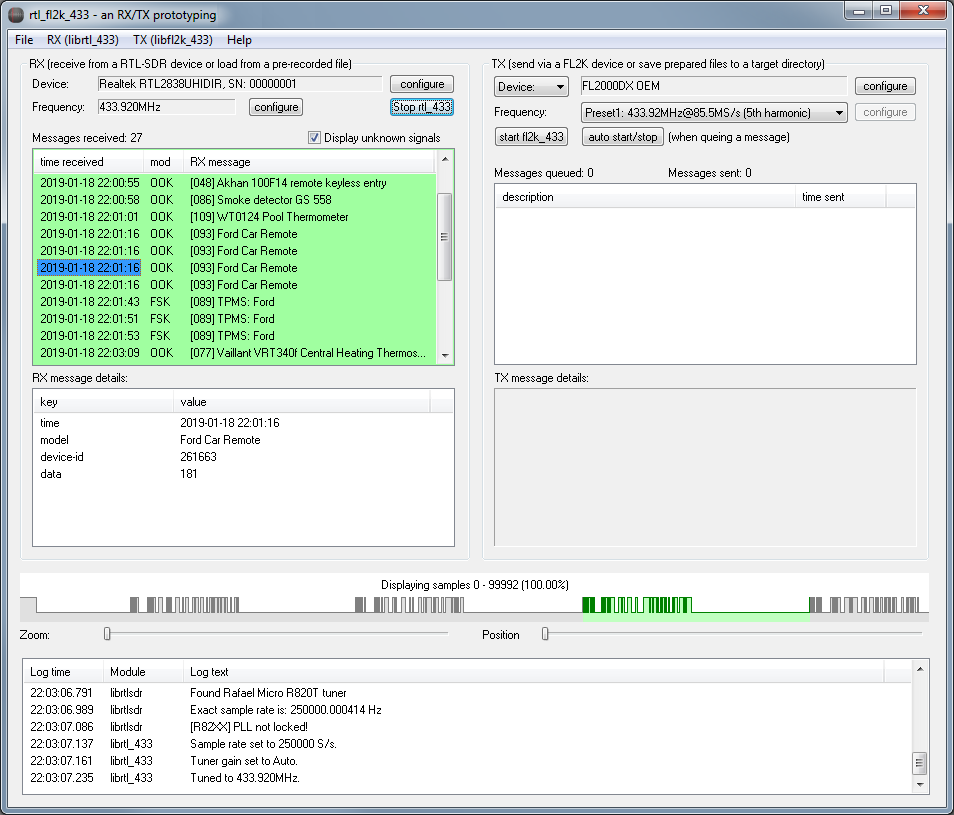 rtl_fl2k_433 - an RX/TX prototyping
File RX (librtl_433) TX (libfl2k_433) Help
RX (receive from a RTL-SDR device or load from a pre-recorded file)
Device: Realtek RTL2838UHIDIR, SN: 00000001 configure
Frequency: 433.920MHz configure Stop rtl_433
Messages received: 27 Display unknown signals
time received mod RX message
2019-01-18 22:00:55 OOK [048] Akhan 100F14 remote keyless entry
2019-01-18 22:00:58 OOK [086] Smoke detector GS 558
2019-01-18 22:01:01 OOK [109] WT0124 Pool Thermometer
2019-01-18 22:01:16 OOK [093] Ford Car Remote
2019-01-18 22:01:16 OOK [093] Ford Car Remote
2019-01-18 22:01:16 OOK [093] Ford Car Remote
2019-01-18 22:01:16 OOK [093] Ford Car Remote
2019-01-18 22:01:43 FSK [089] TPMS: Ford
2019-01-18 22:01:51 FSK [089] TPMS: Ford
2019-01-18 22:01:53 FSK [089] TPMS: Ford
2019-01-18 22:03:09 OOK [077] Vaillant VRT340f Central Heating Thermos...
RX message details:
key value
time 2019-01-18 22:01:16
model Ford Car Remote
device-id 261663
data 181
TX (send via a FL2K device or save prepared files to a target directory)
Device: FL2000DX OEM configure
Frequency: Preset1: 433.92MHz@85.5MS/s (5th harmonic) configure
start fl2k_433 auto start/stop (when queing a message)
Messages queued: 0 Messages sent: 0
description time sent
TX message details:
Displaying samples 0 - 99992 (100.00%)
Zoom: Position
Log time Module Log text
22:03:06.791 librtlsdr Found Rafael Micro R820T tuner
22:03:06.989 librtlsdr Exact sample rate is: 250000.000414 Hz
22:03:07.086 librtlsdr [R82XX] PLL not locked!
22:03:07.137 librtl_433 Sample rate set to 250000 S/s.
22:03:07.161 librtl_433 Tuner gain set to Auto.
22:03:07.235 librtl_433 Tuned to 433.920MHz.